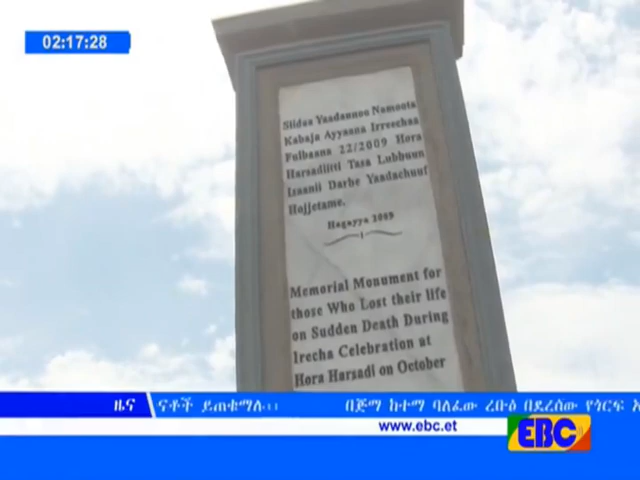 02:17:28
Siidaa Yaadannoo Namoota
Kabaja Ayyaana Irreechaa
Fulbaana 22/2009 Hora
Harsadiitti Tasa Lubbuun
Isaanii Darbe Yaadachuuf
Hojjetame.
Hagayya 2009
Memorial Monument for
those Who Lost their life
on Sudden Death During
Irecha Celebration at
Hora Harsadi on October
ዜና ናቶች ይጠቁማሉ... በጅማ ከተማ ባለፈው ረቡዕ በደረሰው የጎርፍ
www.ebc.et
EBC